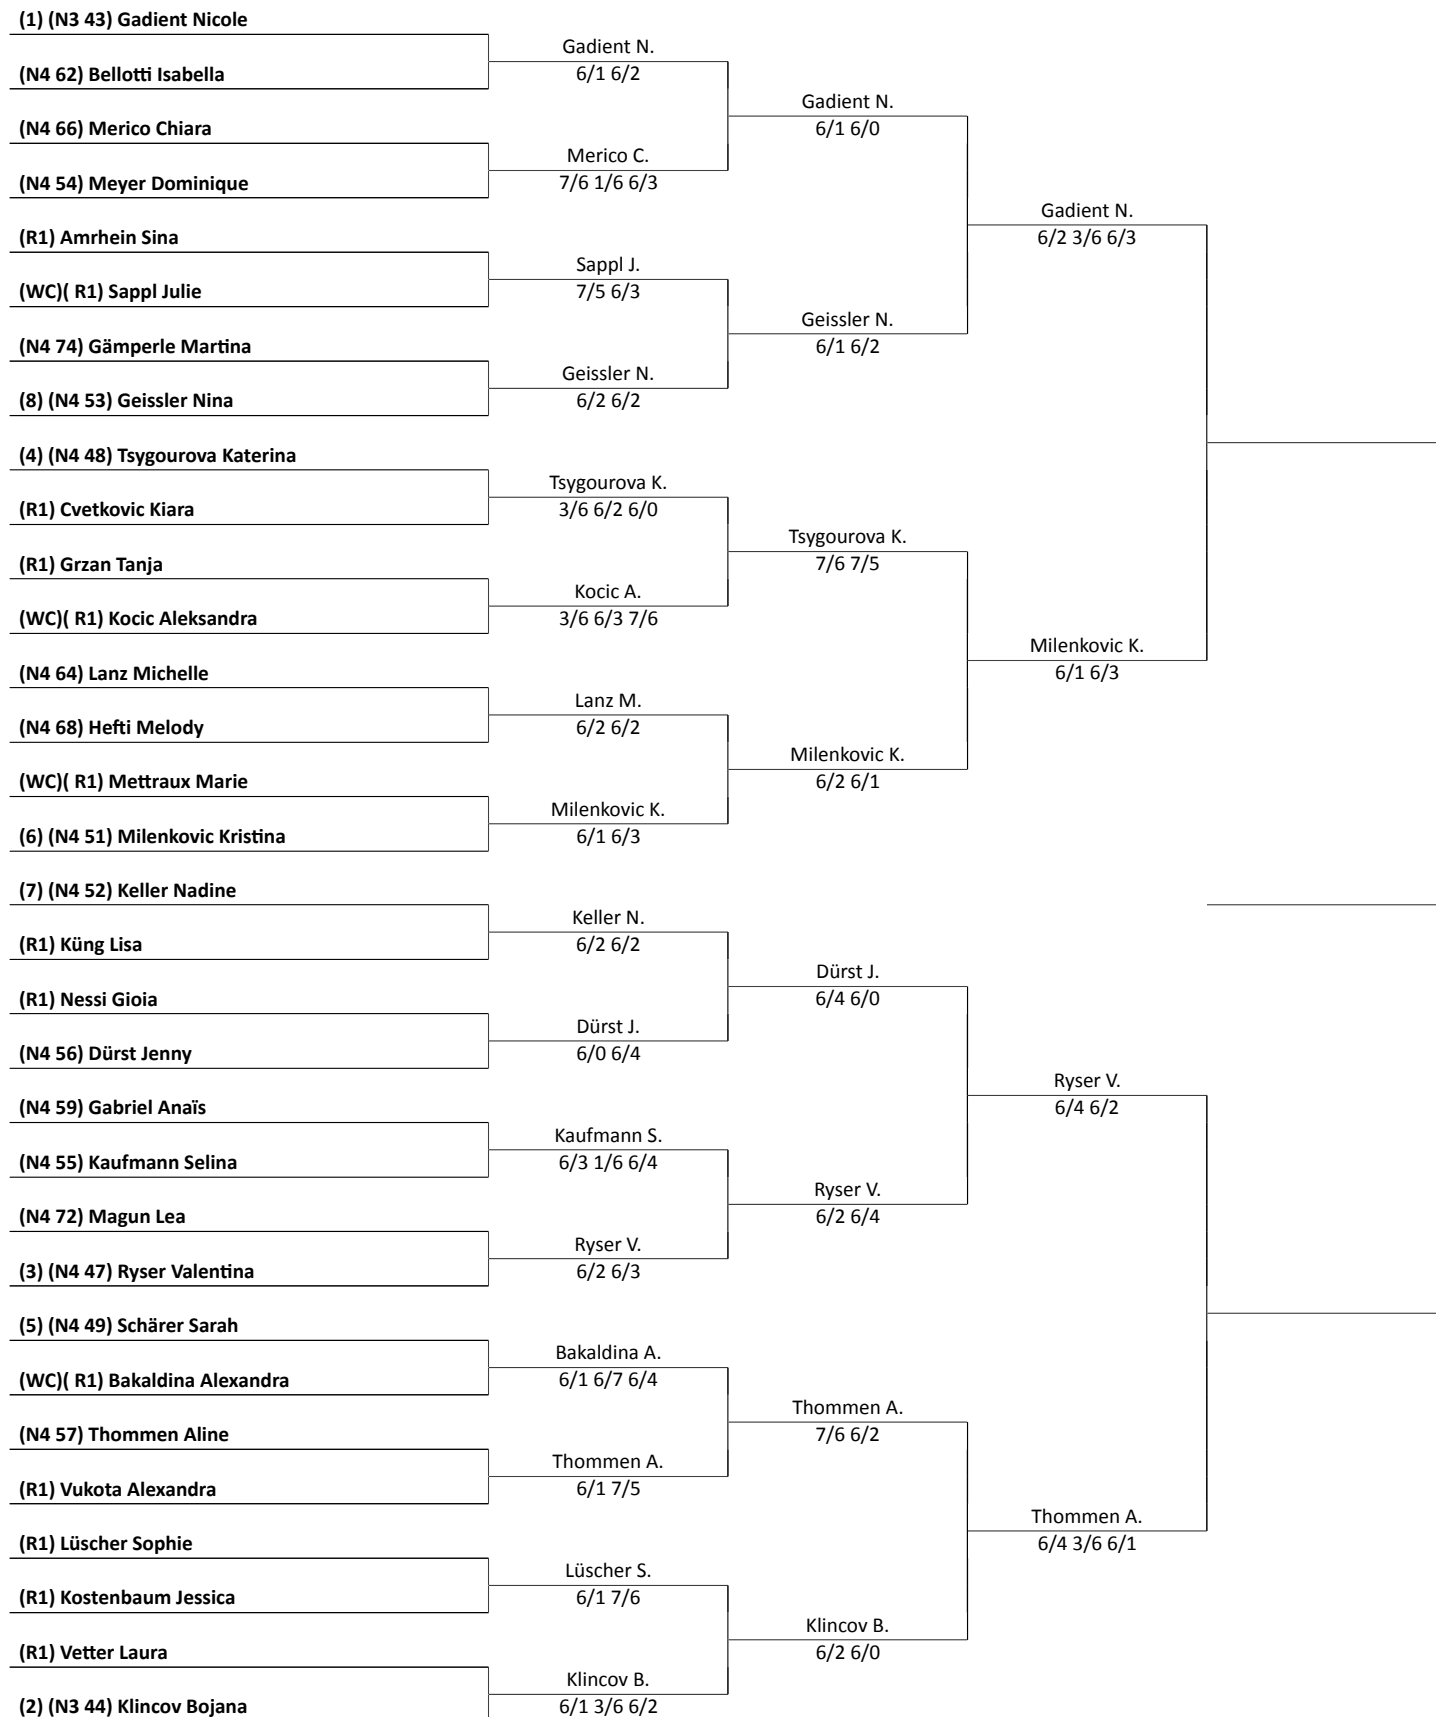 (1) (N3 43) Gadient Nicole
(N4 62) Bellotti Isabella
(N4 66) Merico Chiara
(N4 54) Meyer Dominique
(R1) Amrhein Sina
(WC)( R1) Sappl Julie
(N4 74) Gämperle Martina
(8) (N4 53) Geissler Nina
(4) (N4 48) Tsygourova Katerina
(R1) Cvetkovic Kiara
(R1) Grzan Tanja
(WC)( R1) Kocic Aleksandra
(N4 64) Lanz Michelle
(N4 68) Hefti Melody
(WC)( R1) Mettraux Marie
(6) (N4 51) Milenkovic Kristina
(7) (N4 52) Keller Nadine
(R1) Küng Lisa
(R1) Nessi Gioia
(N4 56) Dürst Jenny
(N4 59) Gabriel Anaïs
(N4 55) Kaufmann Selina
(N4 72) Magun Lea
(3) (N4 47) Ryser Valentina
(5) (N4 49) Schärer Sarah
(WC)( R1) Bakaldina Alexandra
(N4 57) Thommen Aline
(R1) Vukota Alexandra
(R1) Lüscher Sophie
(R1) Kostenbaum Jessica
(R1) Vetter Laura
(2) (N3 44) Klincov Bojana
Gadient N.
6/1 6/2
Merico C.
7/6 1/6 6/3
Sappl J.
7/5 6/3
Geissler N.
6/2 6/2
Tsygourova K.
3/6 6/2 6/0
Kocic A.
3/6 6/3 7/6
Lanz M.
6/2 6/2
Milenkovic K.
6/1 6/3
Keller N.
6/2 6/2
Dürst J.
6/0 6/4
Kaufmann S.
6/3 1/6 6/4
Ryser V.
6/2 6/3
Bakaldina A.
6/1 6/7 6/4
Thommen A.
6/1 7/5
Lüscher S.
6/1 7/6
Klincov B.
6/1 3/6 6/2
Gadient N.
6/1 6/0
Geissler N.
6/1 6/2
Tsygourova K.
7/6 7/5
Milenkovic K.
6/2 6/1
Dürst J.
6/4 6/0
Ryser V.
6/2 6/4
Thommen A.
7/6 6/2
Klincov B.
6/2 6/0
Gadient N.
6/2 3/6 6/3
Milenkovic K.
6/1 6/3
Ryser V.
6/4 6/2
Thommen A.
6/4 3/6 6/1